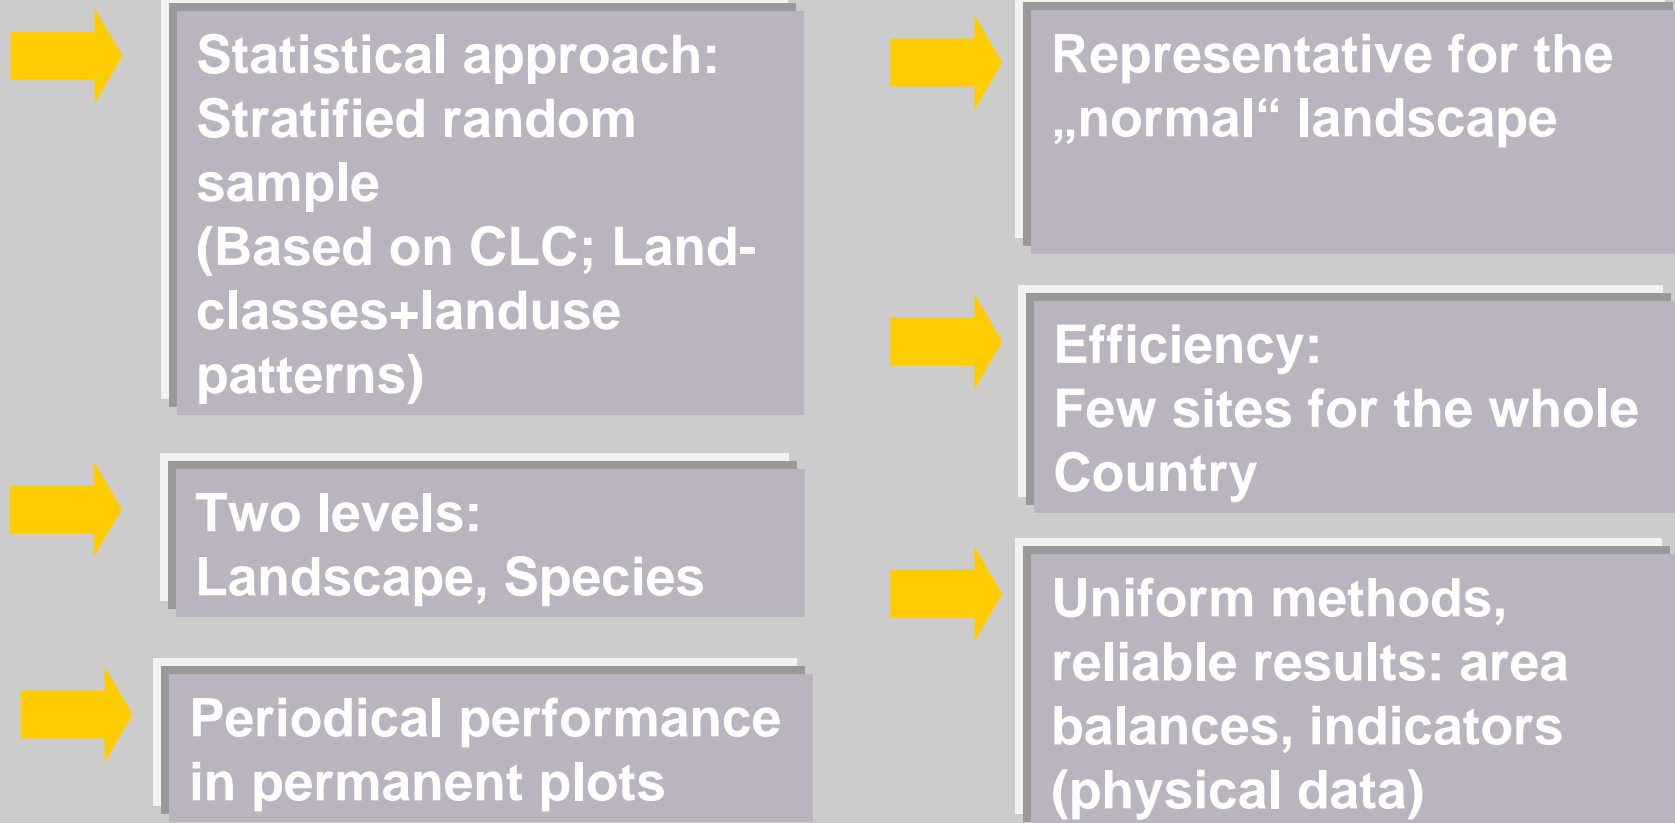 Statistical approach:
Stratified random
sample
(Based on CLC; Land-
classes+landuse
patterns)
Two levels:
Landscape, Species
Periodical performance
in permanent plots
Representative for the
„normal“ landscape
Efficiency:
Few sites for the whole
Country
Uniform methods,
reliable results: area
balances, indicators
(physical data)